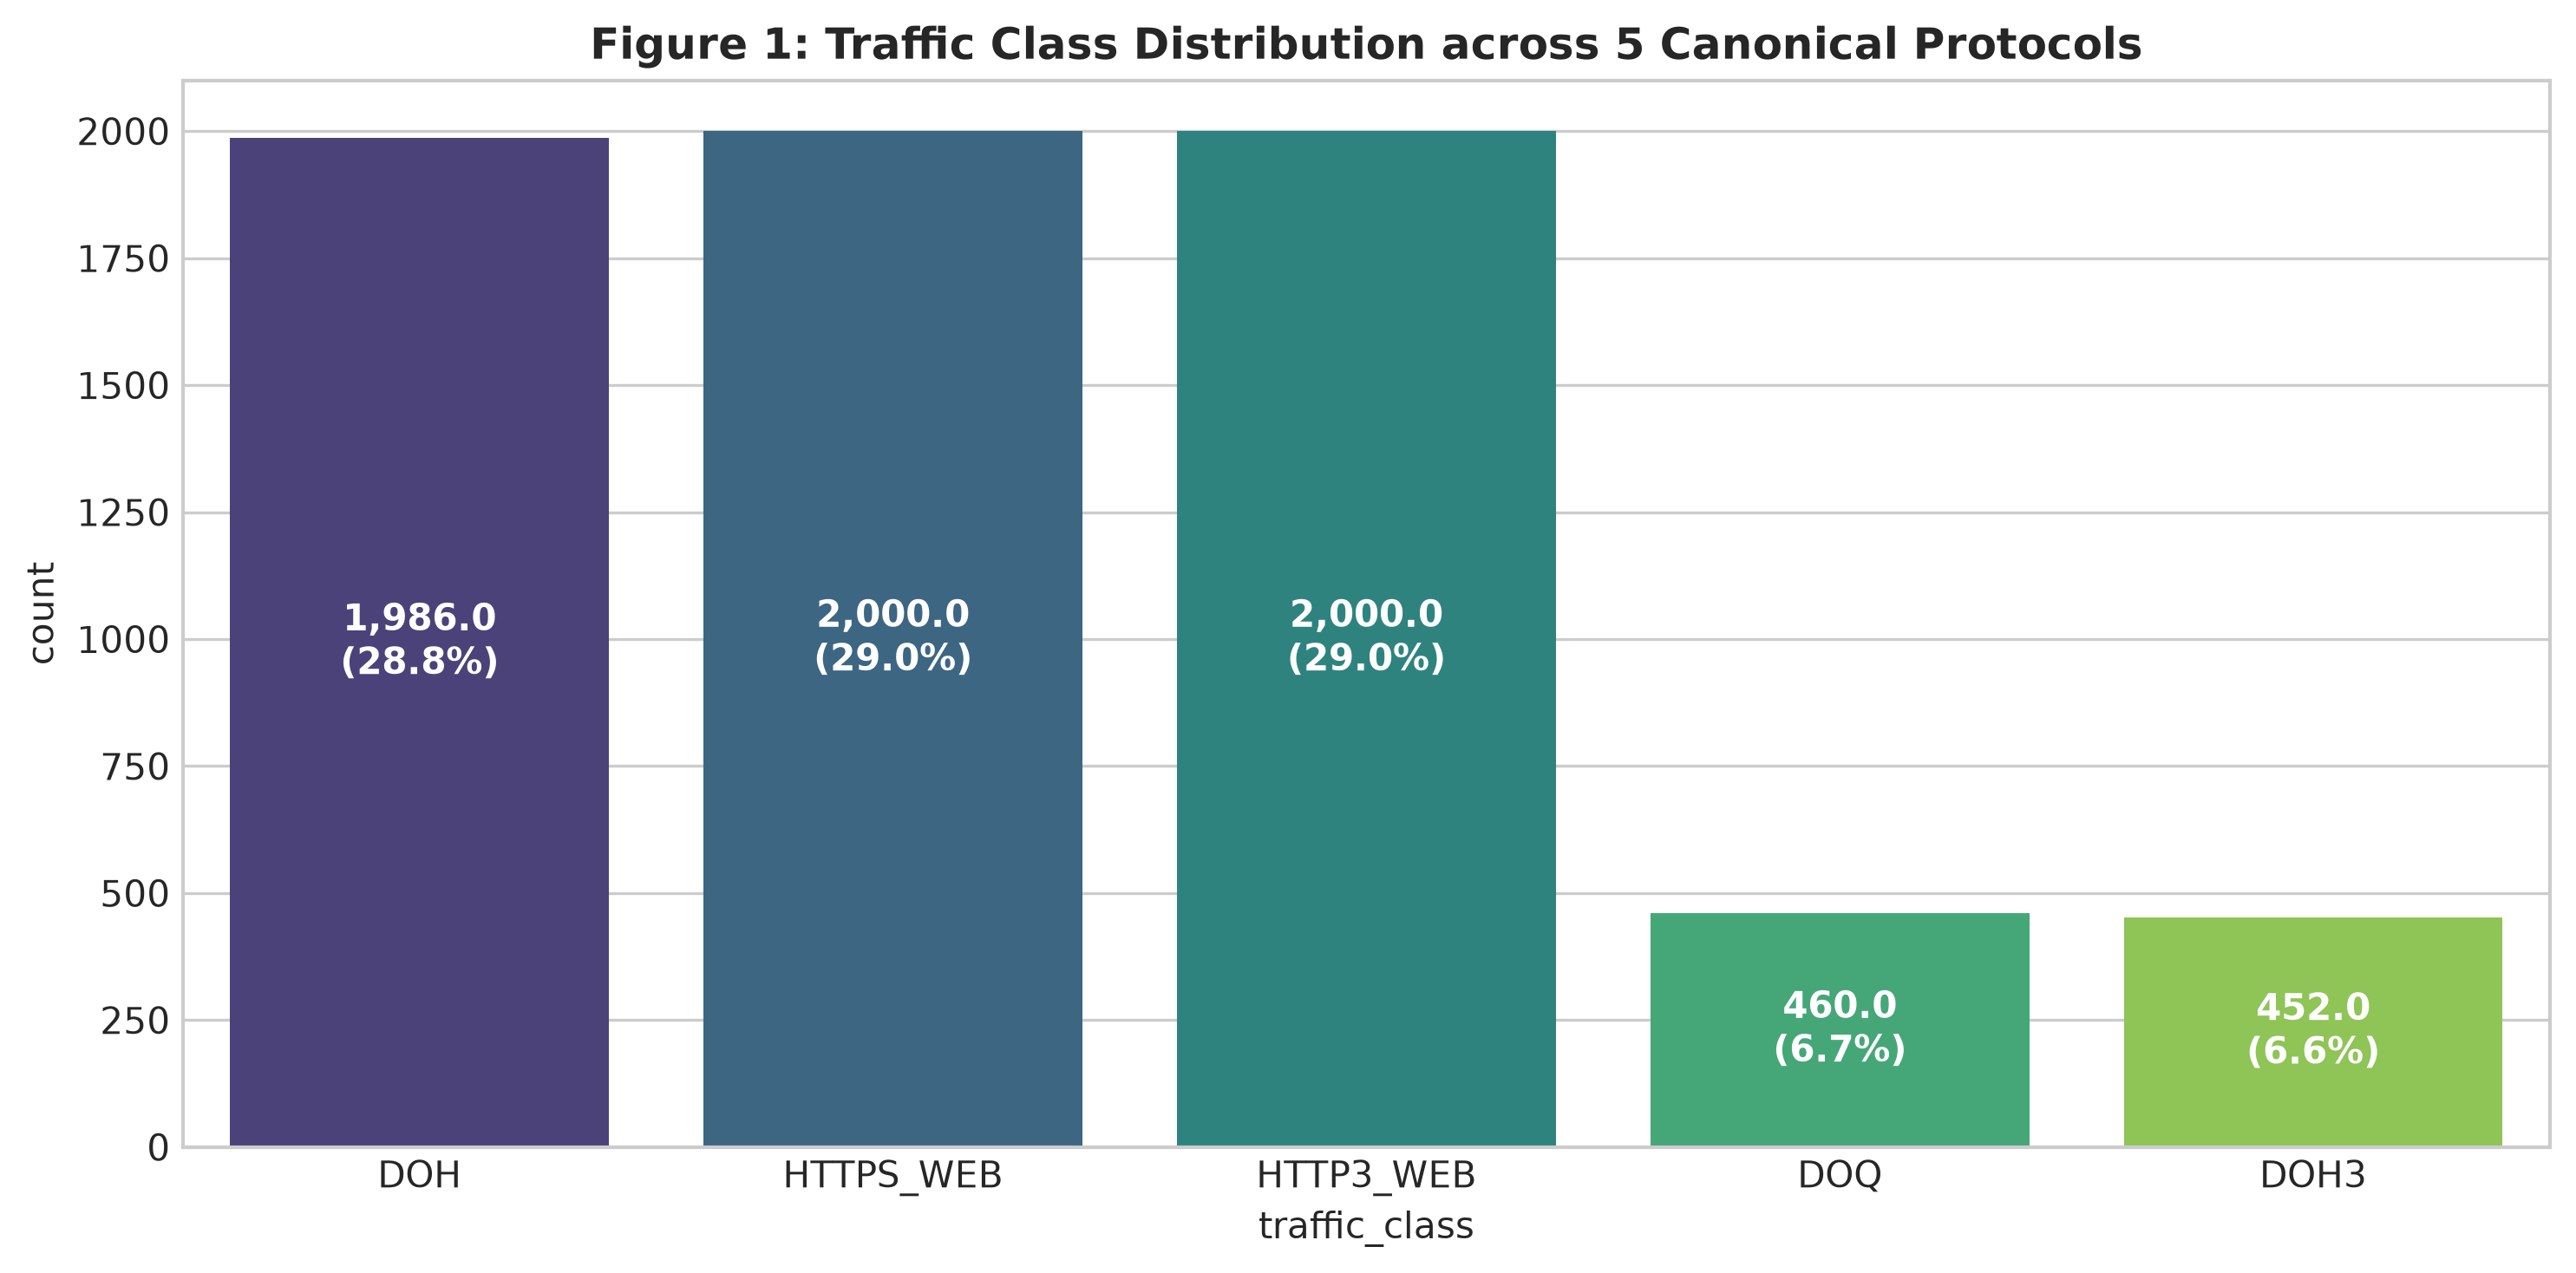 Figure 1: Traffic Class Distribution across 5 Canonical Protocols
count
2000
1750
1500
1250
1000
750
500
250
0
1,986.0
(28.8%)
2,000.0
(29.0%)
2,000.0
(29.0%)
460.0
(6.7%)
452.0
(6.6%)
DOH
HTTPS_WEB
HTTP3_WEB
DOQ
DOH3
traffic_class